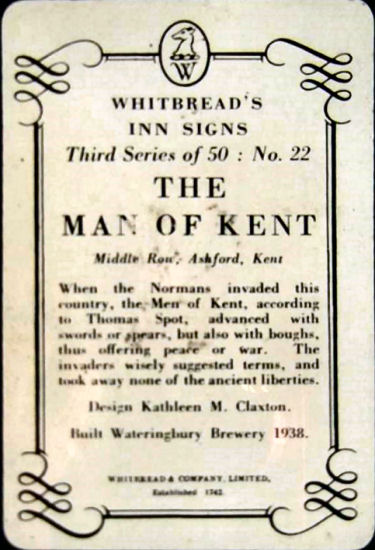 W
WHITBREAD'S
INN SIGNS
Third Series of 50 : No. 22
THE
MAN OF KENT
Middle Row, Ashford, Kent
When the Normans invaded this
country, the Men of Kent, according
to Thomas Spot, advanced with
swords or spears, but also with boughs,
thus offering peace or war. The
invaders wisely suggested terms, and
took away none of the ancient liberties.
Design Kathleen M. Claxton.
Built Wateringbury Brewery 1938.
WHITBREAD & COMPANY, LIMITED,
Established 1742.